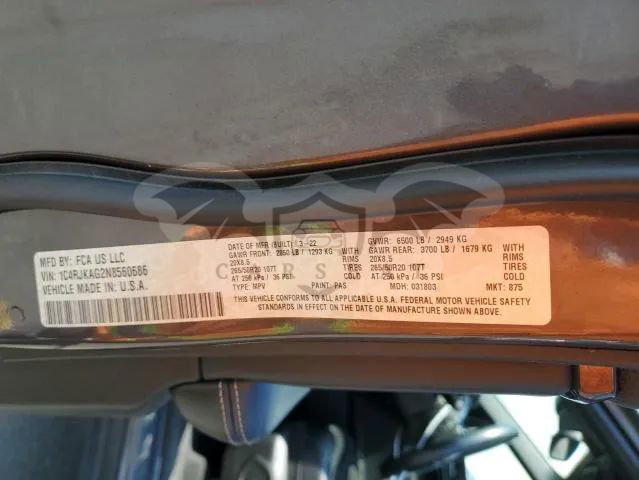 MFD BY: FCA US LLC
VIN: 1C4RJKAG2N8560686
VEHICLE MADE IN: U.S.A.
DATE OF MFR (BUILT) 3-22
GAWR FRONT: 2850 LB / 1293 KG WITH
20X8.5 RIMS
265/50R20 107T
AT 250 kPa / 36 PSI COLD
TYPE: MPV PAINT: PAS
GVWR: 6500 LB / 2949 KG
GAWR REAR: 3700 LB / 1679 KG WITH
20X8.5 RIMS
265/50R20 107T
AT 250 kPa / 36 PSI COLD
MDH: 031803 MKT: 875
THIS VEHICLE CONFORMS TO ALL APPLICABLE U.S.A. FEDERAL MOTOR VEHICLE SAFETY
STANDARDS IN EFFECT ON THE DATE OF MANUFACTURE SHOWN ABOVE.